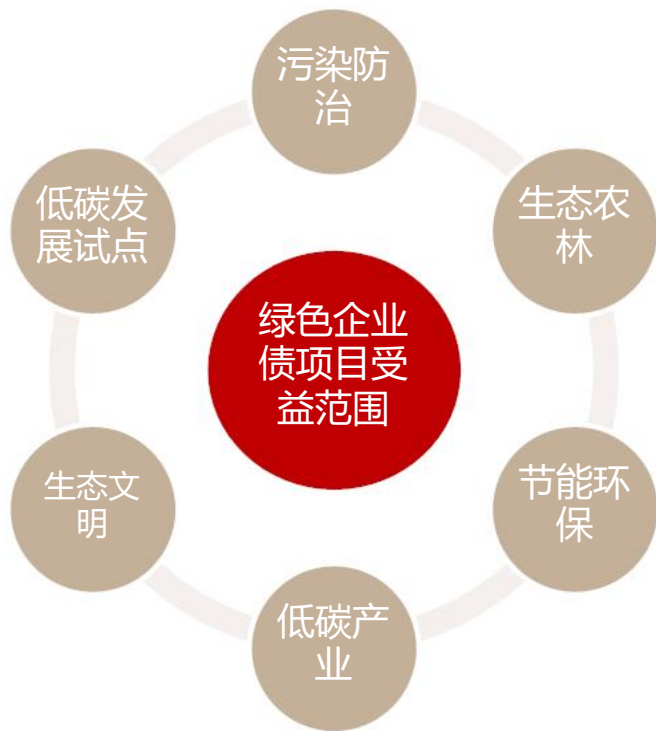 污染防
治
低碳发
展试点
生态农
林
绿色企业
债项目受
益范围
生态文
明
节能环
保
低碳产
业